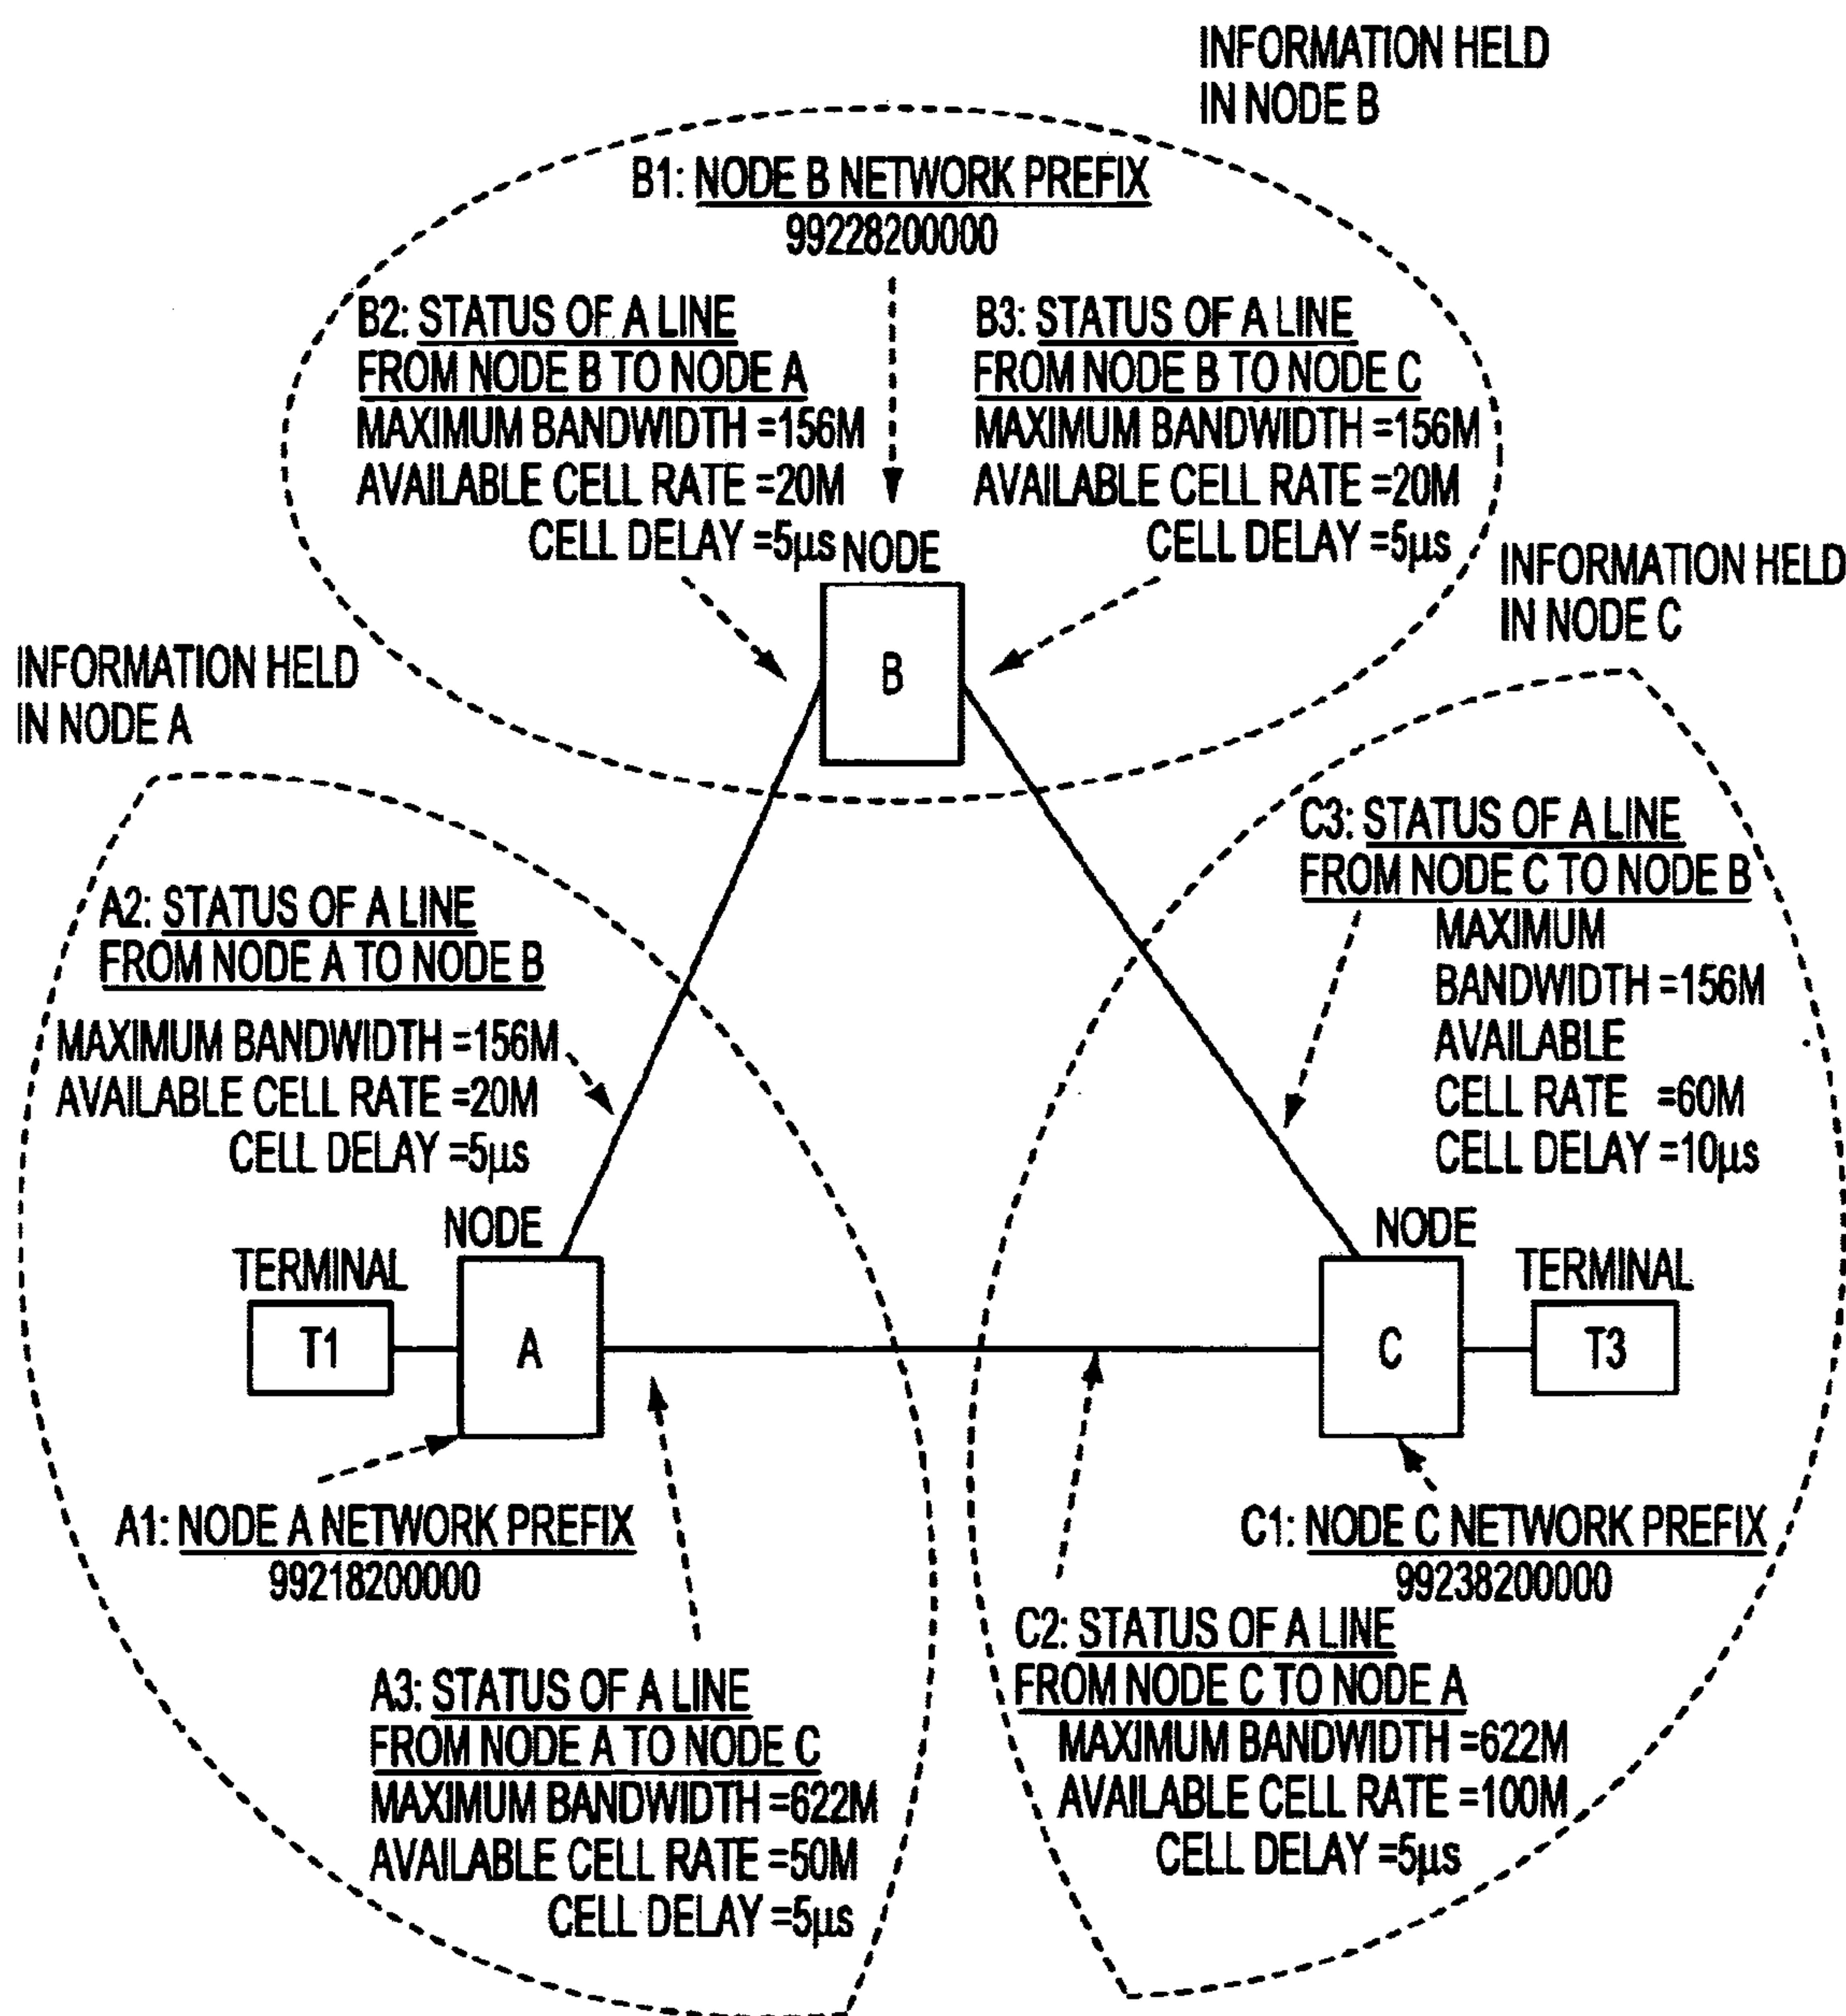 INFORMATION HELD
IN NODE B
B1: NODE B NETWORK PREFIX
99228200000
B2: STATUS OF A LINE
FROM NODE B TO NODE A
MAXIMUM BANDWIDTH =156M
AVAILABLE CELL RATE =20M
CELL DELAY =5µs
B3: STATUS OF A LINE
FROM NODE B TO NODE C
MAXIMUM BANDWIDTH =156M
AVAILABLE CELL RATE =20M
CELL DELAY =5µs
NODE
B
INFORMATION HELD
IN NODE C
INFORMATION HELD
IN NODE A
C3: STATUS OF A LINE
FROM NODE C TO NODE B
MAXIMUM
BANDWIDTH =156M
AVAILABLE
CELL RATE =60M
CELL DELAY =10µs
A2: STATUS OF A LINE
FROM NODE A TO NODE B
MAXIMUM BANDWIDTH =156M
AVAILABLE CELL RATE =20M
CELL DELAY =5µs
NODE
TERMINAL
T1
A
NODE
TERMINAL
C
T3
A1: NODE A NETWORK PREFIX
99218200000
C1: NODE C NETWORK PREFIX
99238200000
A3: STATUS OF A LINE
FROM NODE A TO NODE C
MAXIMUM BANDWIDTH =622M
AVAILABLE CELL RATE =50M
CELL DELAY =5µs
C2: STATUS OF A LINE
FROM NODE C TO NODE A
MAXIMUM BANDWIDTH =622M
AVAILABLE CELL RATE =100M
CELL DELAY =5µs